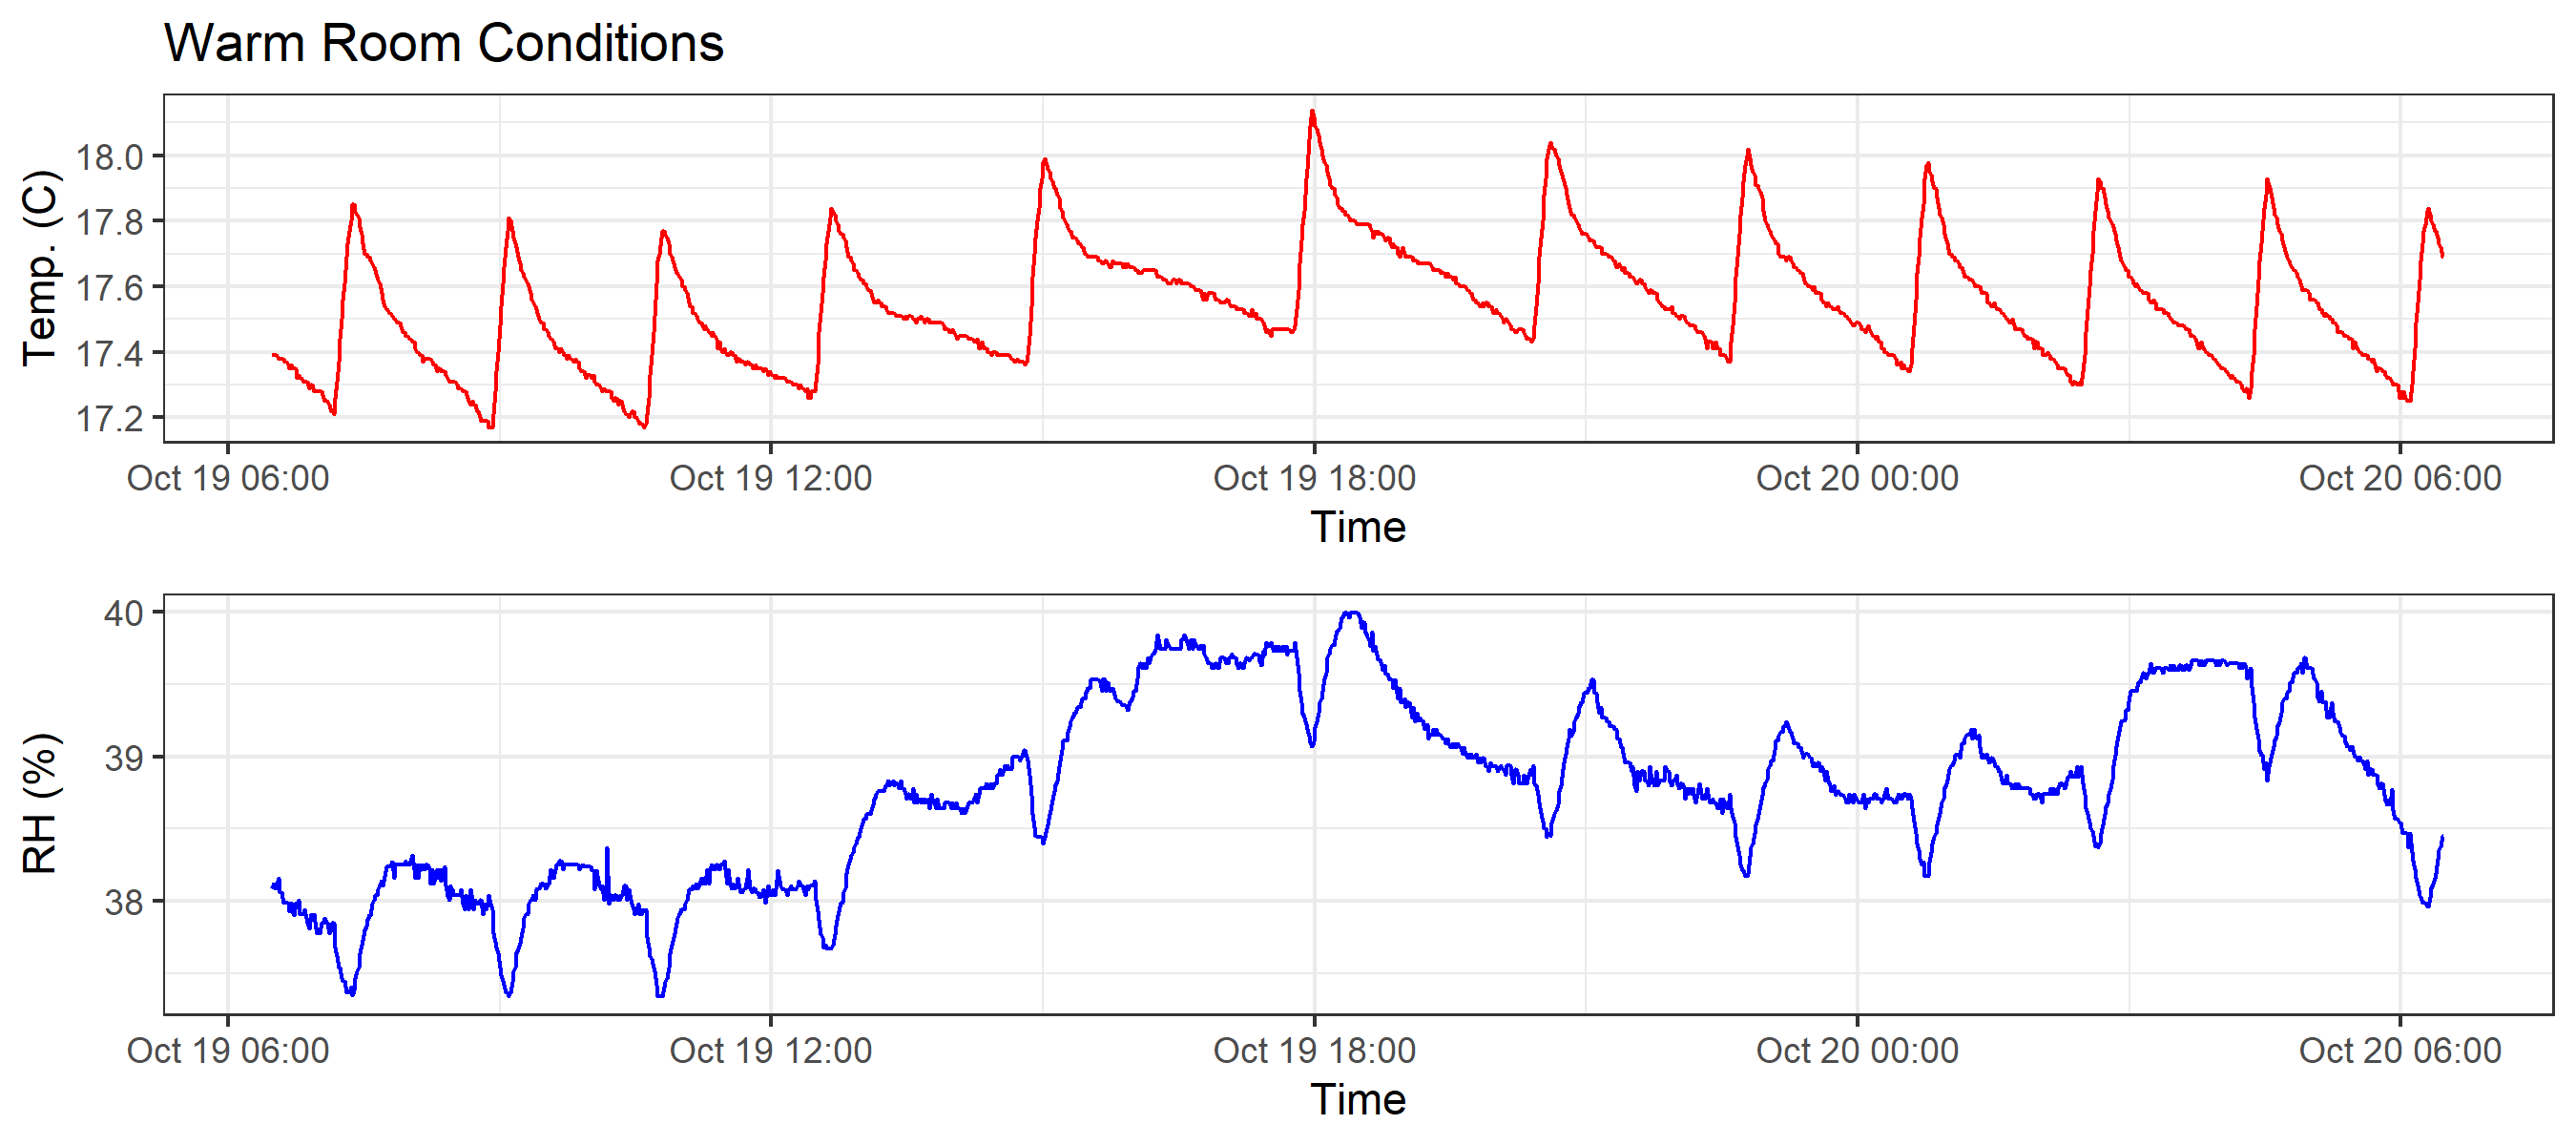 Warm Room Conditions
Temp. (C)
18.0
17.8
17.6
17.4
17.2
Oct 19 06:00 Oct 19 12:00 Oct 19 18:00 Oct 20 00:00 Oct 20 06:00
Time
RH (%)
40
39
38
Oct 19 06:00 Oct 19 12:00 Oct 19 18:00 Oct 20 00:00 Oct 20 06:00
Time